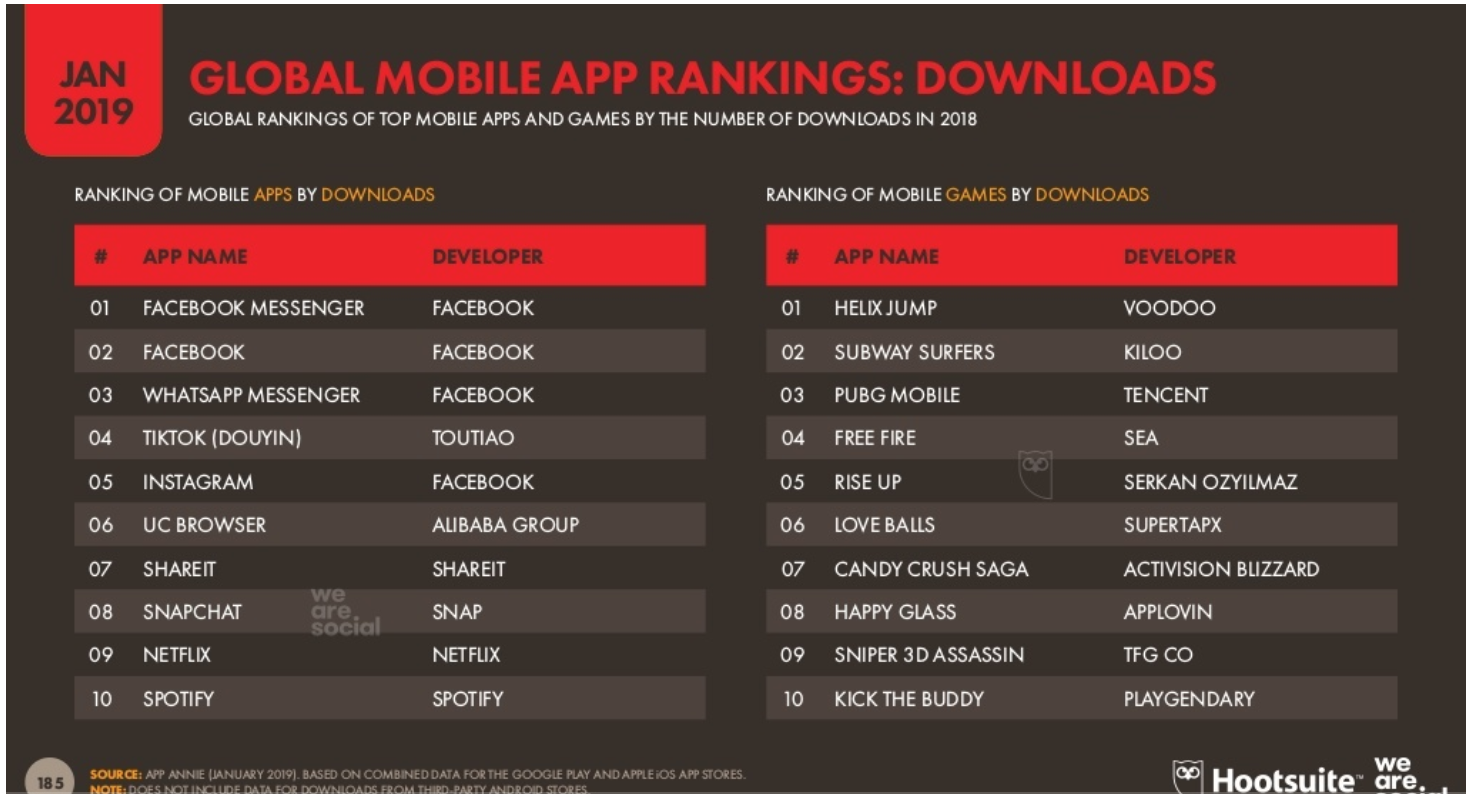 JAN
2019
GLOBAL MOBILE APP RANKINGS: DOWNLOADS
GLOBAL RANKINGS OF TOP MOBILE APPS AND GAMES BY THE NUMBER OF DOWNLOADS IN 2018
RANKING OF MOBILE APPS BY DOWNLOADS
# APP NAME DEVELOPER
01 FACEBOOK MESSENGER FACEBOOK
02 FACEBOOK FACEBOOK
03 WHATSAPP MESSENGER FACEBOOK
04 TIKTOK (DOUYIN) TOUTIAO
05 INSTAGRAM FACEBOOK
06 UC BROWSER ALIBABA GROUP
07 SHAREIT SHAREIT
08 SNAPCHAT SNAP
09 NETFLIX NETFLIX
10 SPOTIFY SPOTIFY
we
are.
social
RANKING OF MOBILE GAMES BY DOWNLOADS
# APP NAME DEVELOPER
01 HELIX JUMP VOODOO
02 SUBWAY SURFERS KILOO
03 PUBG MOBILE TENCENT
04 FREE FIRE SEA
05 RISE UP SERKAN OZYILMAZ
06 LOVE BALLS SUPERTAPX
07 CANDY CRUSH SAGA ACTIVISION BLIZZARD
08 HAPPY GLASS APPLOVIN
09 SNIPER 3D ASSASSIN TFG CO
10 KICK THE BUDDY PLAYGENDARY
185
SOURCE: APP ANNIE (JANUARY 2019). BASED ON COMBINED DATA FOR THE GOOGLE PLAY AND APPLE iOS APP STORES.
NOTE: DOES NOT INCLUDE DATA FOR DOWNLOADS FROM THIRD-PARTY ANDROID STORES.
Hootsuite™
we
are.
social